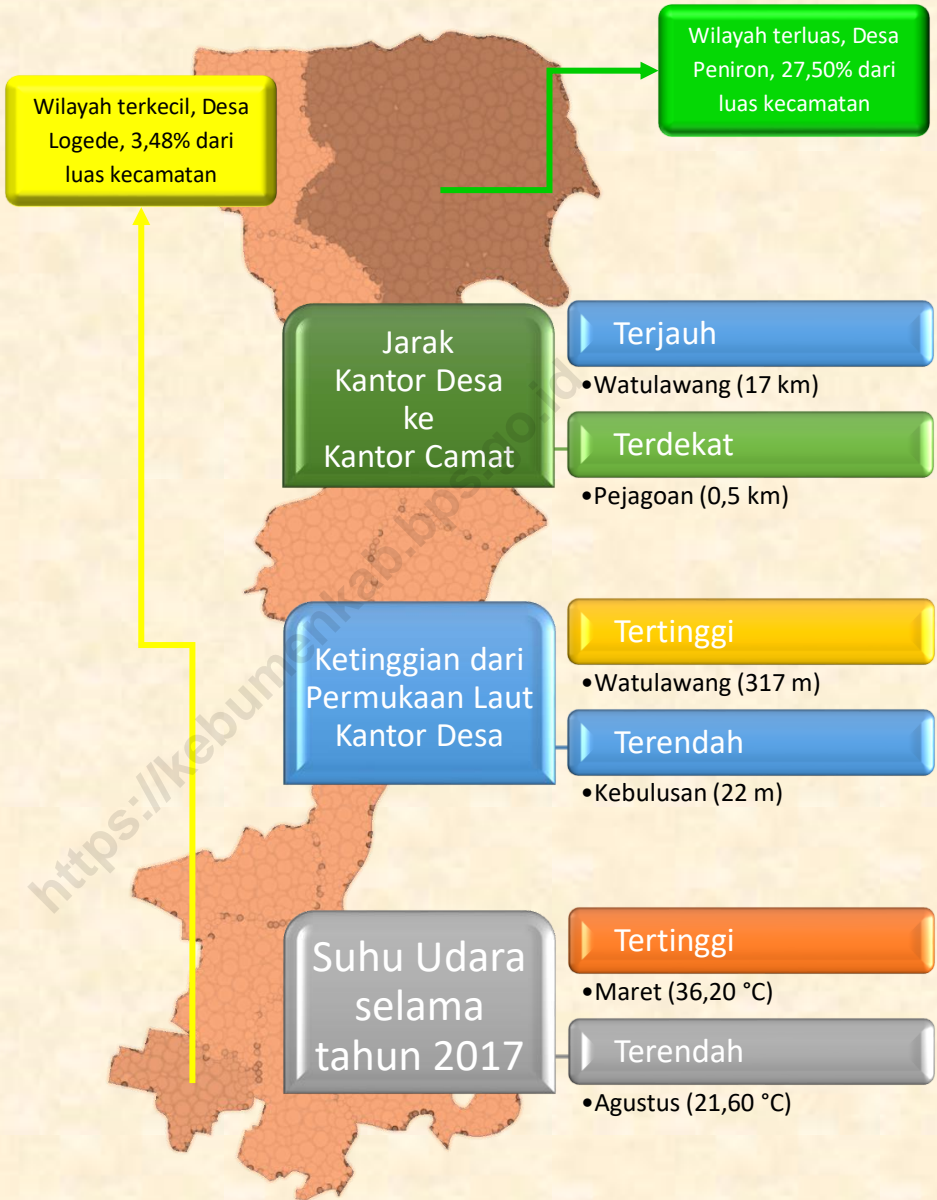 Wilayah terluas, Desa
Peniron, 27,50% dari
luas kecamatan
Wilayah terkecil, Desa
Logede, 3,48% dari
luas kecamatan
Jarak
Kantor Desa
ke
Kantor Camat
Terjauh
•Watulawang (17 km)
Terdekat
•Pejagoan (0,5 km)
Ketinggian dari
Permukaan Laut
Kantor Desa
Tertinggi
•Watulawang (317 m)
Terendah
•Kebulusan (22 m)
Suhu Udara
selama
tahun 2017
Tertinggi
•Maret (36,20 °C)
Terendah
•Agustus (21,60 °C)
https://kebumenkab.bps.go.id